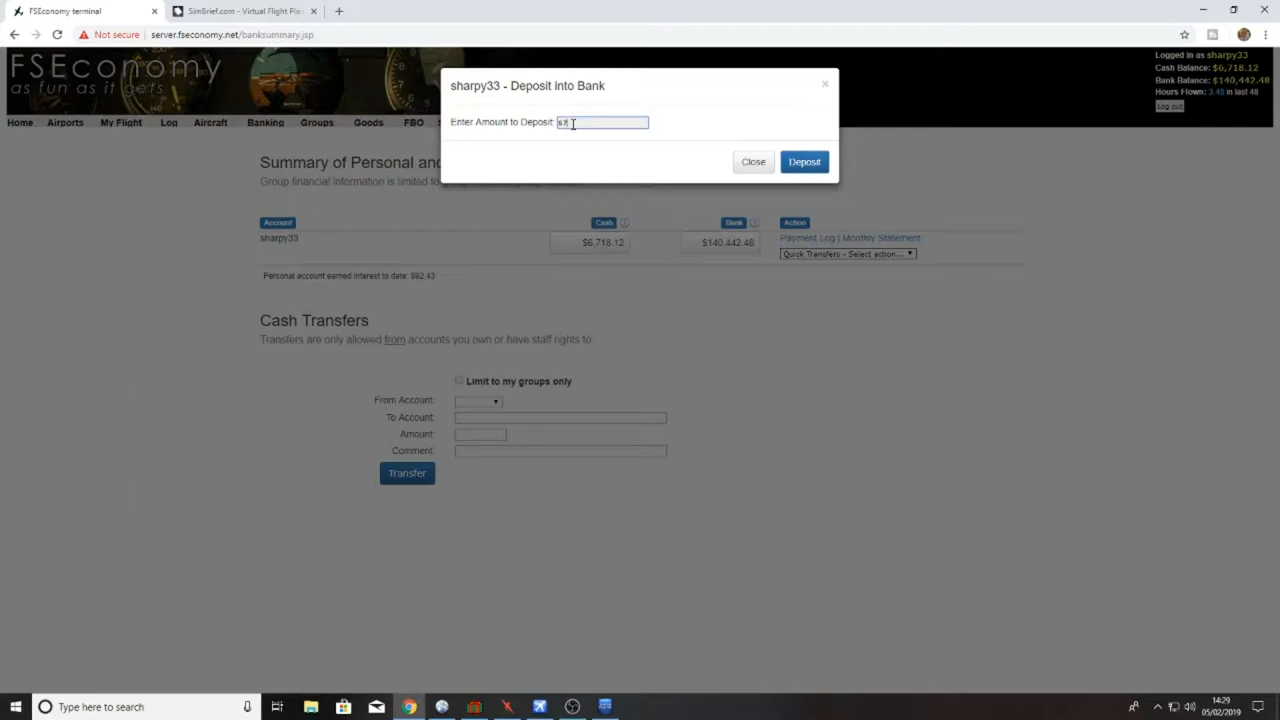 FSEconomy terminal
SimBrief.com - Virtual Flight Pla
Not secure | server.fseconomy.net/banksummary.jsp
FSEconomy
as fun as it gets
Logged in as sharpy33
Cash Balance: $6,718.12
Bank Balance: $140,442.48
Hours Flown: 3.48 in last 48
Log out
Home Airports My Flight Log Aircraft Banking Groups Goods FBO
sharpy33 - Deposit into Bank
×
Enter Amount to Deposit: 67
Close Deposit
Summary of Personal an
Group financial information is limited to
Account Cash Bank Action
sharpy33 $6,718.12 $140,442.48 Payment Log | Monthly Statement
Quick Transfers - Select action...
Personal account earned interest to date: $92.43
Cash Transfers
Transfers are only allowed from accounts you own or have staff rights to
Limit to my groups only
From Account:
To Account:
Amount:
Comment:
Transfer
Type here to search
14:29
05/02/2019